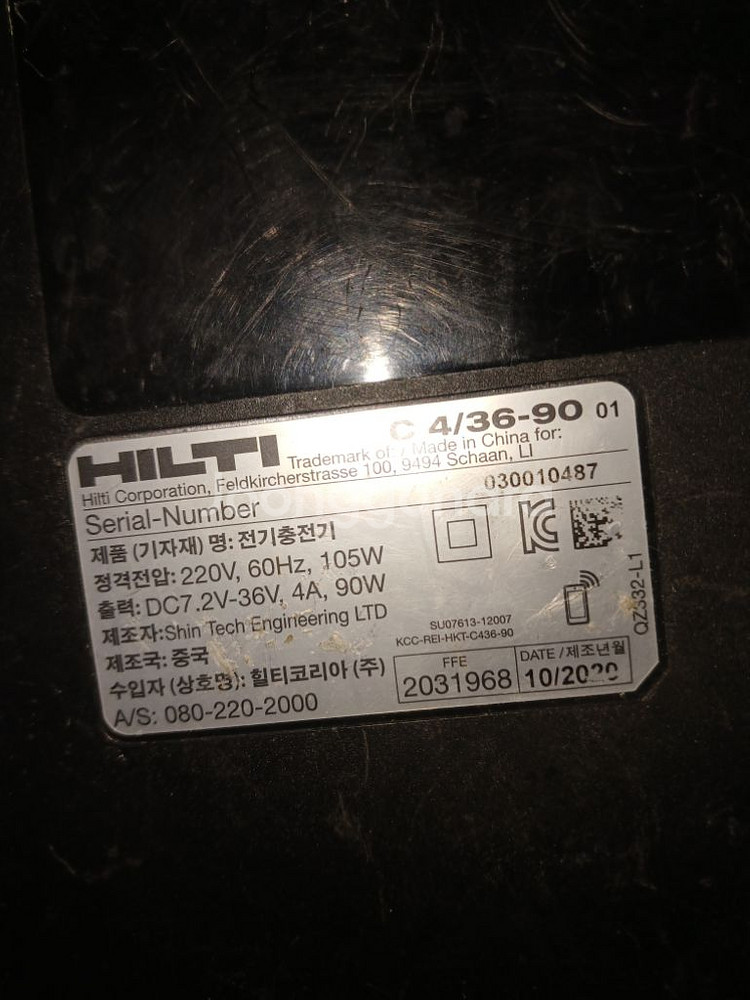 HILTI C 4/36-90 01
Trademark of / Made in China for:
Hilti Corporation, Feldkircherstrasse 100, 9494 Schaan, LI
Serial-Number 030010487
제품 (기자재) 명: 전기충전기
정격전압: 220V, 60Hz, 105W
출력: DC7.2V-36V, 4A, 90W
제조자:Shin Tech Engineering LTD
제조국: 중국
수입자 (상호명): 힐티코리아 (주)
A/S: 080-220-2000
SU07613-12007
KCC-REI-HKT-C436-90
FFE
2031968
DATE / 제조년월
10/2020
QZ332-L1